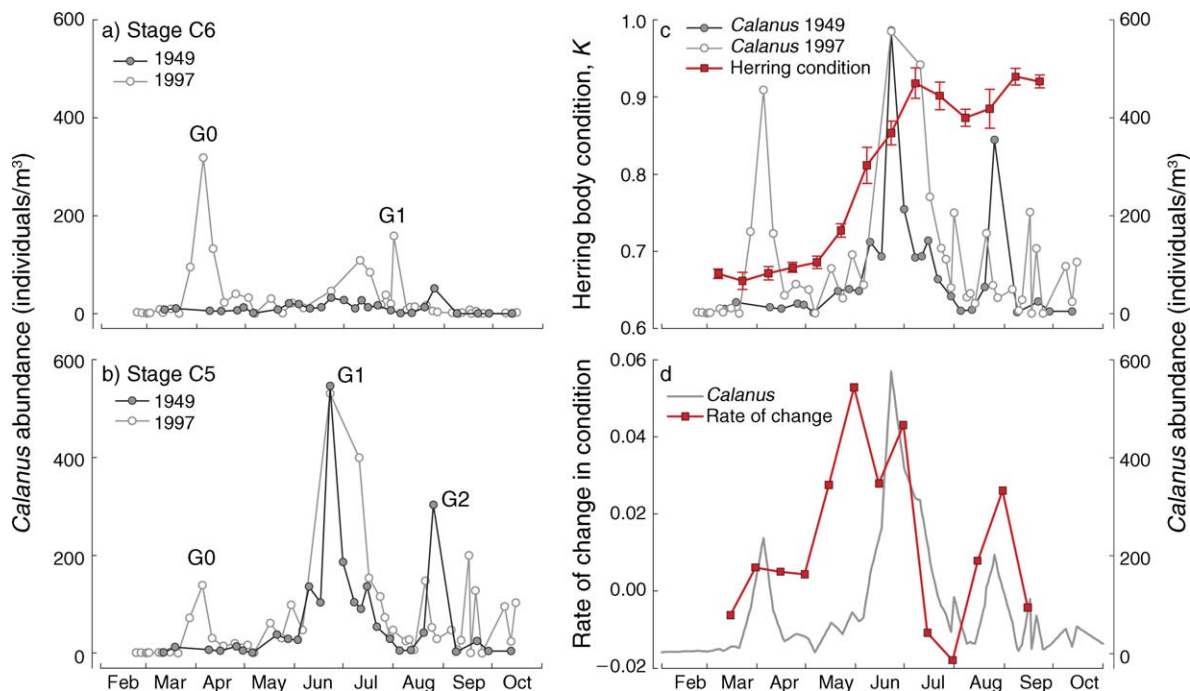 Calanus abundance (individuals/m³)
600
400
200
0
a) Stage C6
1949
1997
G0
G1
600
400
200
0
b) Stage C5
1949
1997
G0
G1
G2
Feb Mar Apr May Jun Jul Aug Sep Oct
Herring body condition, K
1.0
0.9
0.8
0.7
0.6
c
Calanus 1949
Calanus 1997
Herring condition
600
400
200
0
Calanus abundance (individuals/m³)
Rate of change in condition
0.06
0.04
0.02
0.00
−0.02
d
Calanus
Rate of change
600
400
200
0
Feb Mar Apr May Jun Jul Aug Sep Oct